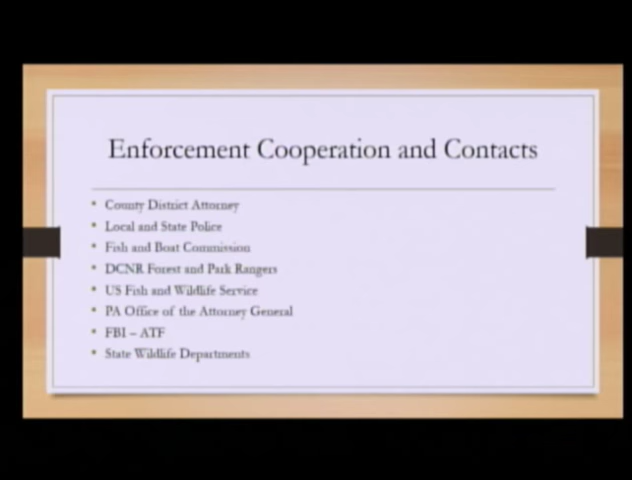 Enforcement Cooperation and Contacts
• County District Attorney
• Local and State Police
• Fish and Boat Commission
• DCNR Forest and Park Rangers
• US Fish and Wildlife Service
• PA Office of the Attorney General
• FBI – ATF
• State Wildlife Departments